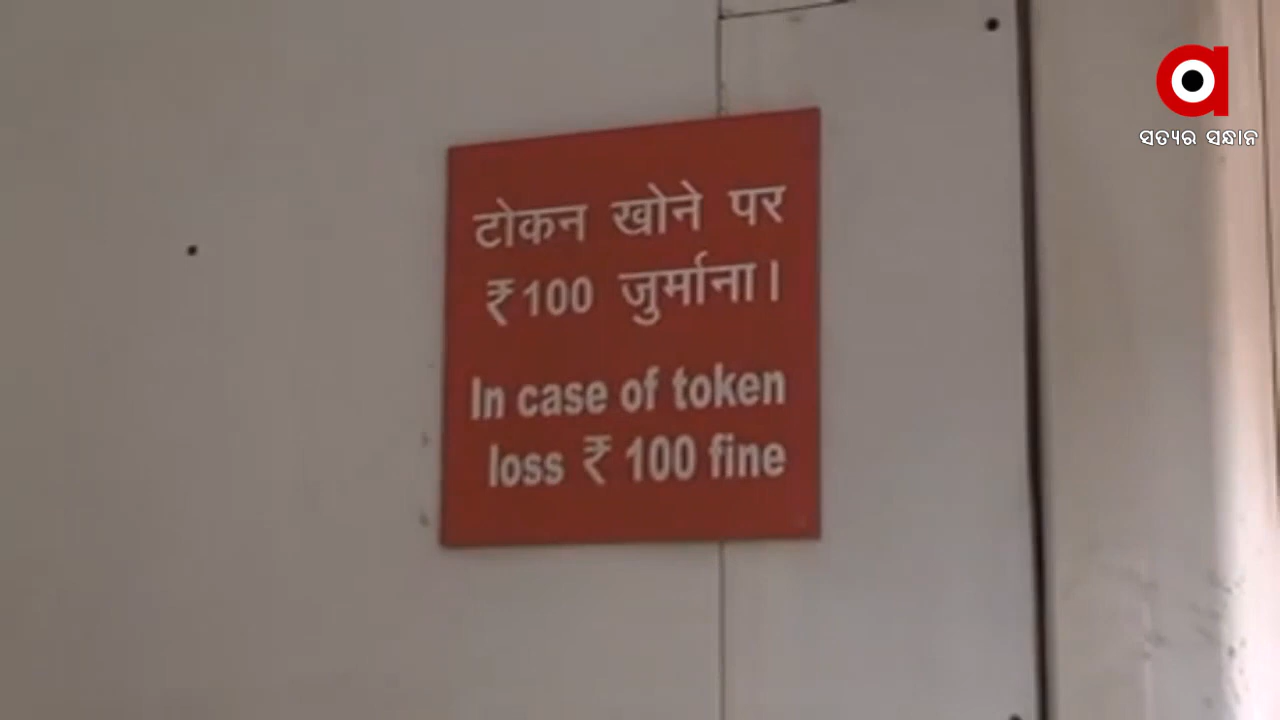 टोकन खोने पर
₹100 जुर्माना।
In case of token
loss ₹ 100 fine
ସତ୍ୟର ସନ୍ଧାନ